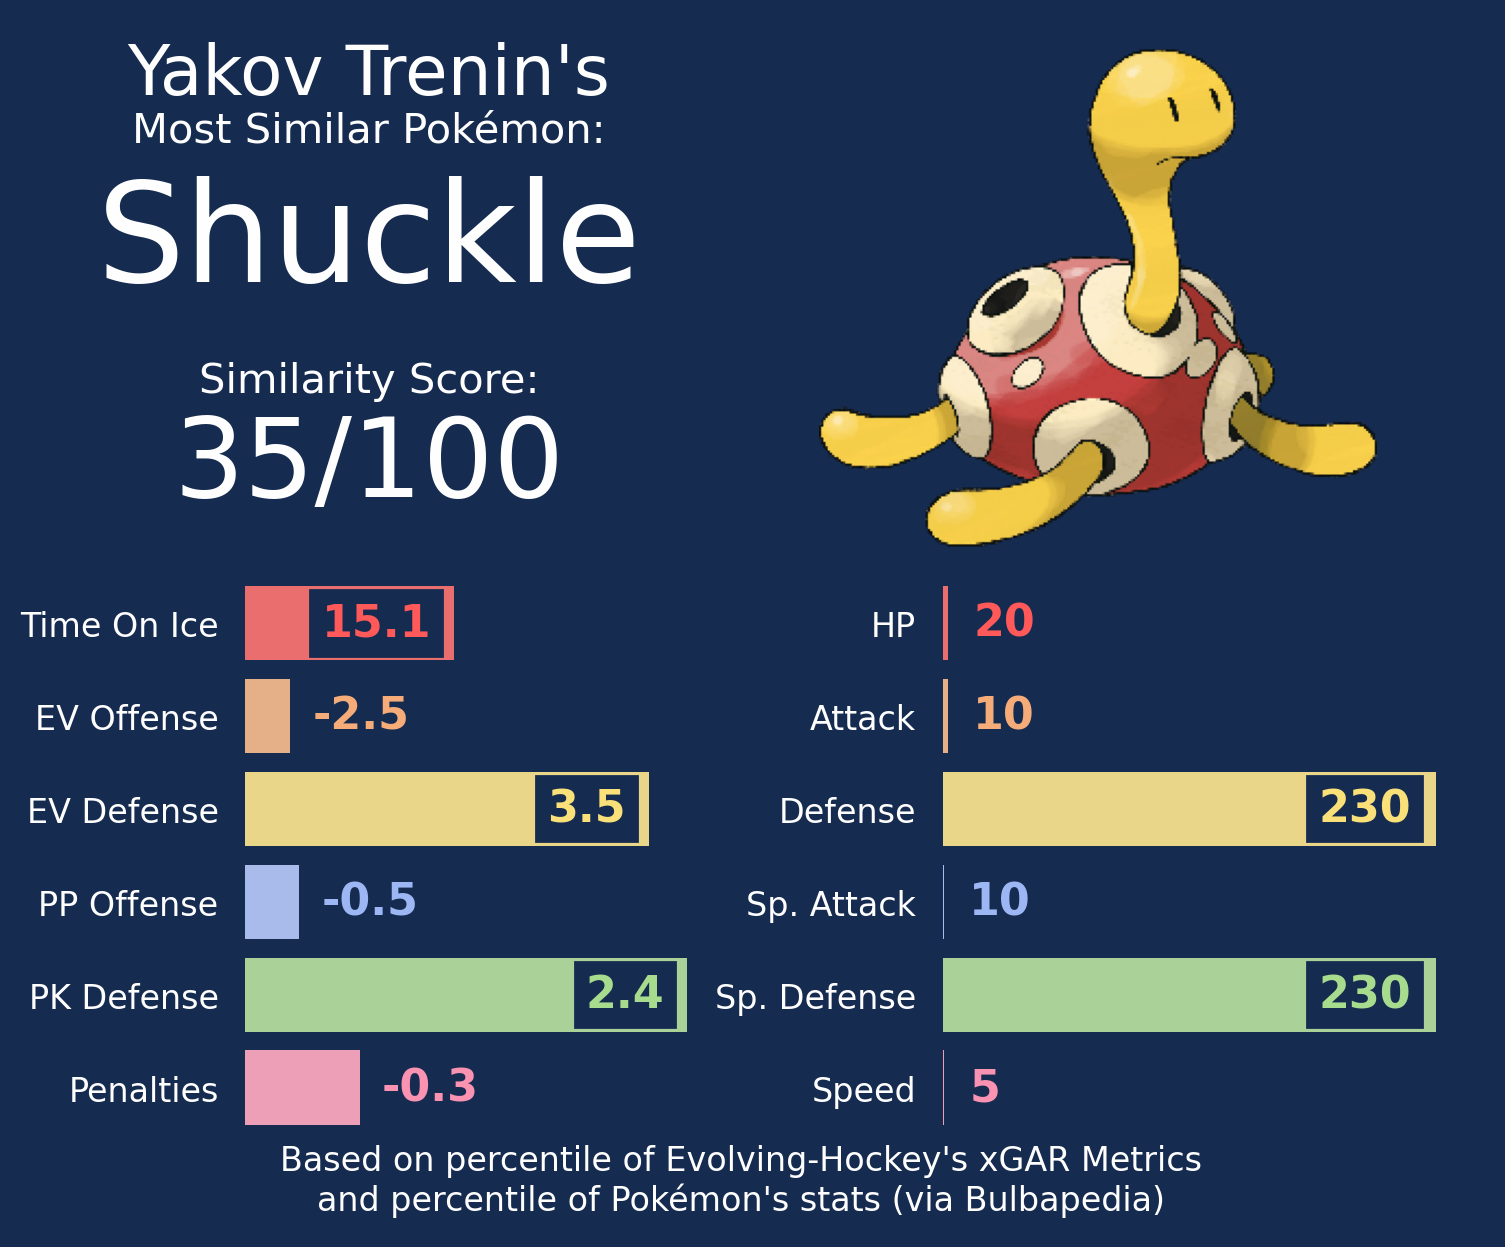 Yakov Trenin's
Most Similar Pokémon:
Shuckle
Similarity Score:
35/100
Time On Ice 15.1
EV Offense -2.5
EV Defense 3.5
PP Offense -0.5
PK Defense 2.4
Penalties -0.3
HP 20
Attack 10
Defense 230
Sp. Attack 10
Sp. Defense 230
Speed 5
Based on percentile of Evolving-Hockey's xGAR Metrics
and percentile of Pokémon's stats (via Bulbapedia)